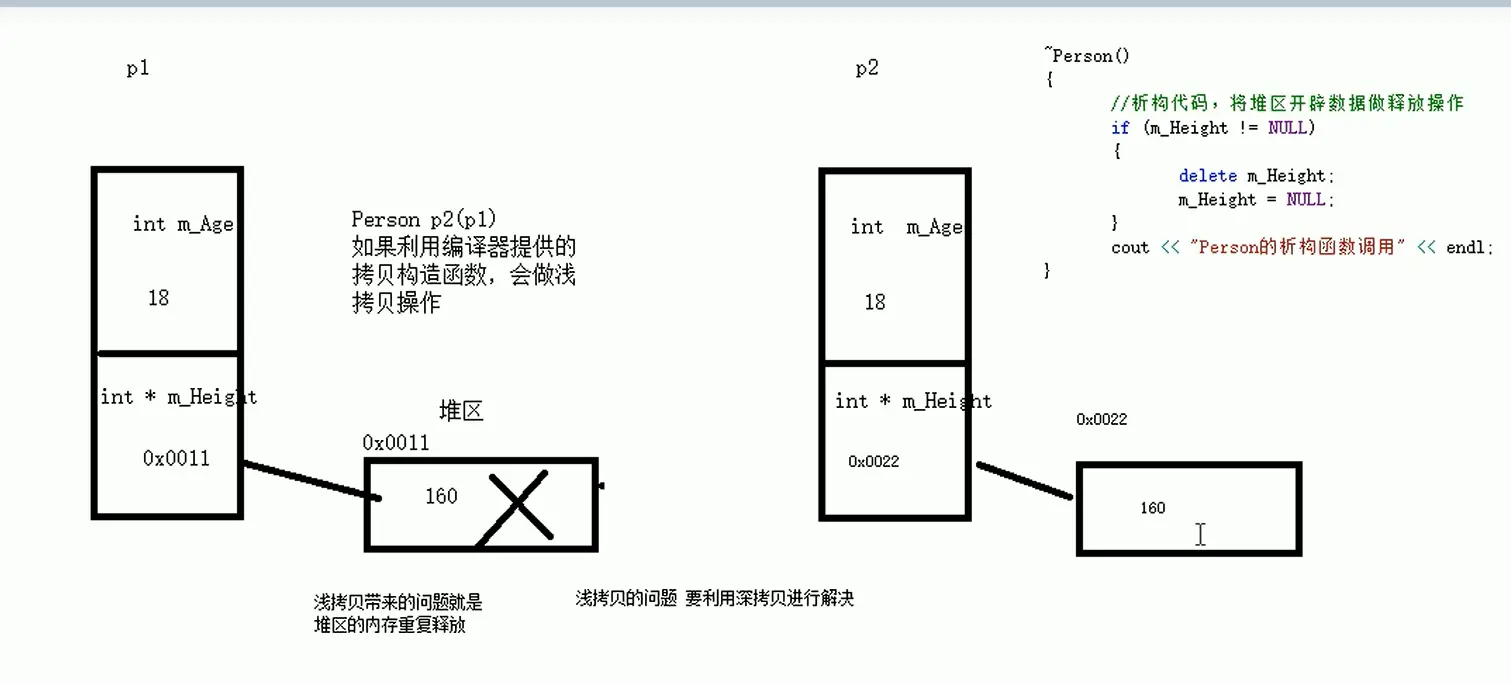 p1
int m_Age
18
int * m_Height
0x0011
Person p2(p1)
如果利用编译器提供的
拷贝构造函数，会做浅
拷贝操作
堆区
0x0011
160
浅拷贝带来的问题就是
堆区的内存重复释放
浅拷贝的问题 要利用深拷贝进行解决
p2
int  m_Age
18
int * m_Height
0x0022
0x0022
160
~Person()
{
//析构代码，将堆区开辟数据做释放操作
if (m_Height != NULL)
{
delete m_Height;
m_Height = NULL;
}
cout << "Person的析构函数调用" << endl;
}